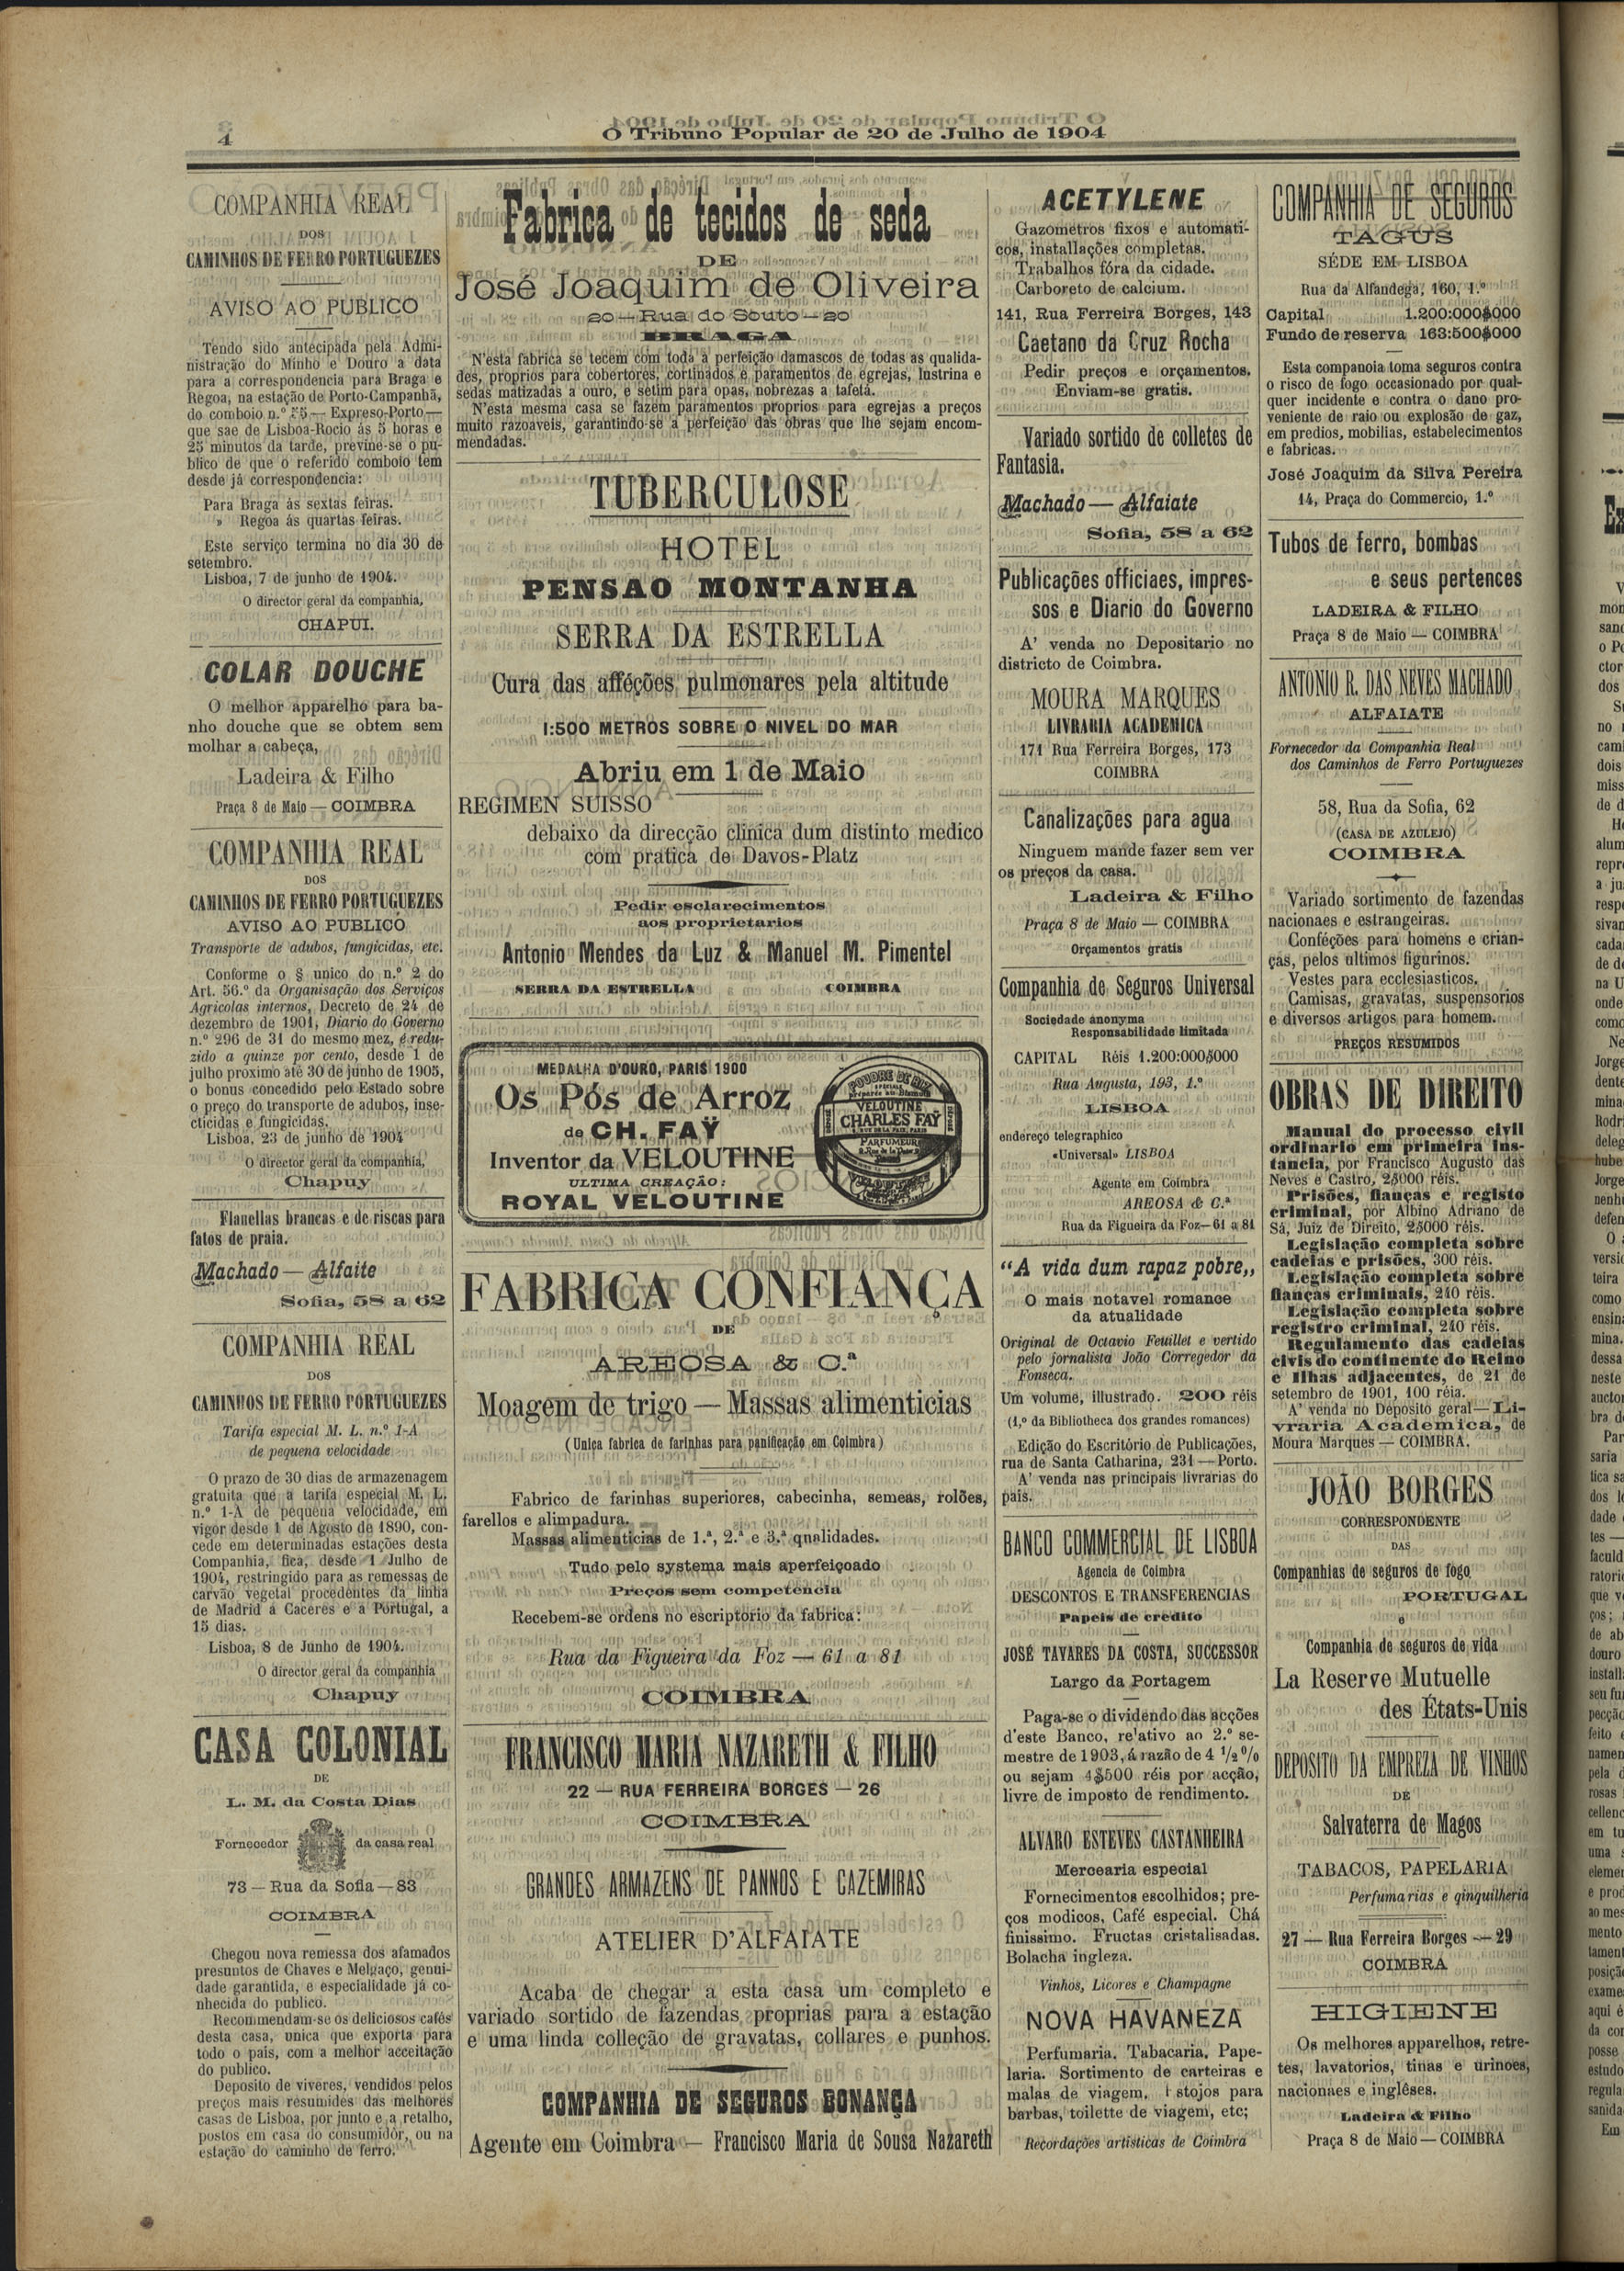 4
O Tribuno Popular de 20 de Julho de 1904
COMPANHIA REAL
DOS
CAMINHOS DE FERRO PORTUGUEZES
AVISO AO PUBLICO
Tendo sido antecipada pela Admi-
nistração do Minho e Douro a data
para a correspondencia para Braga e
Regoa, na estação de Porto-Campanhã,
do comboio n.º 55 — Expreso-Porto —
que sae de Lisboa-Rocio ás 5 horas e
25 minutos da tarde, previne-se o pu-
blico de que o referido comboio tem
desde já correspondencia:
Para Braga ás sextas feiras.
» Regoa ás quartas feiras.
Este serviço termina no dia 30 de
setembro.
Lisboa, 7 de junho de 1904.
O director geral da companhia,
CHAPUI.
COLAR DOUCHE
O melhor apparelho para ba-
nho douche que se obtem sem
molhar a cabeça,
Ladeira & Filho
Praça 8 de Maio — COIMBRA
COMPANHIA REAL
DOS
CAMINHOS DE FERRO PORTUGUEZES
AVISO AO PUBLICO
Transporte de adubos, fungicidas, etc.
Conforme o § unico do n.º 2 do
Art. 56.º da Organisação dos Serviços
Agricolas internos, Decreto de 24 de
dezembro de 1901, Diario do Governo
n.º 296 de 31 do mesmo mez, é redu-
zido a quinze por cento, desde 1 de
julho proximo até 30 de junho de 1905,
o bonus concedido pelo Estado sobre
o preço do transporte de adubos, inse-
cticidas e fungicidas.
Lisboa, 23 de junho de 1904
O director geral da companhia,
Chapuy
Flanellas brancas e de riscas para
fatos de praia.
Machado — Alfaite
Sofia, 58 a 62
COMPANHIA REAL
DOS
CAMINHOS DE FERRO PORTUGUEZES
Tarifa especial M. L. n.º 1-A
de pequena velocidade
O prazo de 30 dias de armazenagem
gratuita que a tarifa especial M. L.
n.º 1-A de pequena velocidade, em
vigor desde 1 de Agosto de 1890, con-
cede em determinadas estações desta
Companhia, fica, desde 1 Julho de
1904, restringido para as remessas de
carvão vegetal procedentes da linha
de Madrid á Caceres e a Portugal, a
15 dias.
Lisboa, 8 de Junho de 1904.
O director geral da companhia
Chapuy
CASA COLONIAL
DE
L. M. da Costa Dias
Fornecedor da casa real
73 — Rua da Sofia — 83
COIMBRA
Chegou nova remessa dos afamados
presuntos de Chaves e Melgaço, genui-
dade garantida, e especialidade já co-
nhecida do publico.
Recommendam-se os deliciosos cafés
desta casa, unica que exporta para
todo o pais, com a melhor acceitação
do publico.
Deposito de viveres, vendidos pelos
preços mais resumides das melhores
casas de Lisboa, por junto e a retalho,
postos em casa do consumidor, ou na
estação do caminho de ferro.
Fabrica de tecidos de seda
DE
José Joaquim de Oliveira
20 — Rua do Souto — 20
BRAGA
N'esta fabrica se tecem com toda a perfeição damascos de todas as qualida-
des, proprios para cobertores, cortinados e paramentos de egrejas, lustrina e
sedas matizadas a ouro, e setim para opas, nobrezas a tafetá.
N'esta mesma casa se fazem paramentos proprios para egrejas a preços
muito razoaveis, garantindo-se a perfeição das obras que lhe sejam encom-
mendadas.
TUBERCULOSE
HOTEL
PENSAO MONTANHA
SERRA DA ESTRELLA
Cura das afféções pulmonares pela altitude
1:500 METROS SOBRE O NIVEL DO MAR
Abriu em 1 de Maio
REGIMEN SUISSO
debaixo da direcção clinica dum distinto medico
com pratica de Davos-Platz
Pedir esclarecimentos
aos proprietarios
Antonio Mendes da Luz & Manuel M. Pimentel
SERRA DA ESTRELLA COIMBRA
MEDALHA D'OURO, PARIS 1900
Os Pós de Arroz
de CH. FAŸ
Inventor da VELOUTINE
ULTIMA CREAÇÃO:
ROYAL VELOUTINE
POUDRE DE RIZ
SPÉCIALE
VELOUTINE
CHARLES FAŸ
PARFUMEUR
FABRICA CONFIANÇA
DE
AREOSA & C.ª
Moagem de trigo — Massas alimenticias
(Unica fabrica de farinhas para panificação em Coimbra)
Fabrico de farinhas superiores, cabecinha, semeas, rolões,
farellos e alimpadura.
Massas alimenticias de 1.ª, 2.ª e 3.ª qnalidades.
Tudo pelo systema mais aperfeiçoado
Preços sem competencia
Recebem-se ordens no escriptorio da fabrica:
Rua da Figueira da Foz — 61 a 81
COIMBRA
FRANCISCO MARIA NAZARETH & FILHO
22 — RUA FERREIRA BORGES — 26
COIMBRA
GRANDES ARMAZENS DE PANNOS E CAZEMIRAS
ATELIER D'ALFAIATE
Acaba de chegar a esta casa um completo e
variado sortido de fazendas proprias para a estação
e uma linda colleção de gravatas, collares e punhos.
COMPANHIA DE SEGUROS BONANÇA
Agente em Coimbra — Francisco Maria de Sousa Nazareth
ACETYLENE
Gazometros fixos e automati-
cos, installações completas.
Trabalhos fóra da cidade.
Carboreto de calcium.
141, Rua Ferreira Borges, 143
Caetano da Cruz Rocha
Pedir preços e orçamentos.
Enviam-se gratis.
Variado sortido de colletes de
Fantasia.
Machado — Alfaiate
Sofia, 58 a 62
Publicações officiaes, impres-
sos e Diario do Governo
A' venda no Depositario no
districto de Coimbra.
MOURA MARQUES
LIVRARIA ACADEMICA
171 Rua Ferreira Borges, 173
COIMBRA
Canalizações para agua
Ninguem mande fazer sem ver
os preços da casa.
Ladeira & Filho
Praça 8 de Maio — COIMBRA
Orçamentos gratis
Companhia de Seguros Universal
Sociedade anonyma
Responsabilidade limitada
CAPITAL Réis 1.200:000$000
Rua Augusta, 193, 1.º
LISBOA
endereço telegraphico
«Universal» LISBOA
Agente em Coimbra
AREOSA & C.ª
Rua da Figueira da Foz—61 a 81
"A vida dum rapaz pobre,,
O mais notavel romance
da atualidade
Original de Octavio Feuillet e vertido
pelo jornalista João Corregedor da
Fonseca.
Um volume, illustrado. 200 réis
(1.º da Bibliotheca dos grandes romances)
Edição do Escritório de Publicações,
rua de Santa Catharina, 231 — Porto.
A' venda nas principais livrarias do
pais.
BANCO COMMERCIAL DE LISBOA
Agencia de Coimbra
DESCONTOS E TRANSFERENCIAS
Papeis de credito
JOSÉ TAVARES DA COSTA, SUCCESSOR
Largo da Portagem
Paga-se o dividendo das acções
d'este Banco, relativo ao 2.º se-
mestre de 1903, á razão de 4 1/2 0/0
ou sejam 4$500 réis por acção,
livre de imposto de rendimento.
ALVARO ESTEVES CASTANHEIRA
Mercearia especial
Fornecimentos escolhidos; pre-
ços modicos, Café especial. Chá
finissimo. Fructas cristalisadas.
Bolacha ingleza.
Vinhos, Licores e Champagne
NOVA HAVANEZA
Perfumaria. Tabacaria. Pape-
laria. Sortimento de carteiras e
malas de viagem. Estojos para
barbas, toilette de viagem, etc;
Recordações artisticas de Coimbra
COMPANHIA DE SEGUROS
TAGUS
SÉDE EM LISBOA
Rua da Alfandega, 160, 1.º
Capital 1.200:000$000
Fundo de reserva 163:500$000
Esta companoia toma seguros contra
o risco de fogo occasionado por qual-
quer incidente e contra o dano pro-
veniente de raio ou explosão de gaz,
em predios, mobilias, estabelecimentos
e fabricas.
José Joaquim da Silva Pereira
14, Praça do Commercio, 1.º
Tubos de ferro, bombas
e seus pertences
LADEIRA & FILHO
Praça 8 de Maio — COIMBRA
ANTONIO R. DAS NEVES MACHADO
ALFAIATE
Fornecedor da Companhia Real
dos Caminhos de Ferro Portuguezes
58, Rua da Sofia, 62
(CASA DE AZULEJO)
COIMBRA
Variado sortimento de fazendas
nacionaes e estrangeiras.
Conféções para homens e crian-
ças, pelos ultimos figurinos.
Vestes para ecclesiasticos.
Camisas, gravatas, suspensorios
e diversos artigos para homem.
PREÇOS RESUMIDOS
OBRAS DE DIREITO
Manual do processo civil
ordinario em primeira ins-
tancia, por Francisco Augusto das
Neves e Castro, 2$000 réis.
Prisões, fianças e registo
criminal, por Albino Adriano de
Sá, Juiz de Direito, 2$000 réis.
Legislação completa sobre
cadeias e prisões, 300 réis.
Legislação completa sobre
fianças criminais, 240 réis.
Legislação completa sobre
registro criminal, 240 réis.
Regulamento das cadeias
civis do continente do Reino
e Ilhas adjacentes, de 21 de
setembro de 1901, 100 réia.
A' venda no Deposito geral—Li-
vraria Academica, de
Moura Marques — COIMBRA.
JOÃO BORGES
CORRESPONDENTE
DAS
Companhias de seguros de fogo
PORTUGAL
e
Companhia de seguros de vida
La Reserve Mutuelle
des États-Unis
DEPOSITO DA EMPREZA DE VINHOS
DE
Salvaterra de Magos
TABACOS, PAPELARIA
Perfumarias e qinquilheria
27 — Rua Ferreira Borges — 29
COIMBRA
HIGIENE
Os melhores apparelhos, retre-
tes, lavatorios, tinas e urinoes,
nacionaes e inglêses.
Ladeira & Filho
Praça 8 de Maio — COIMBRA